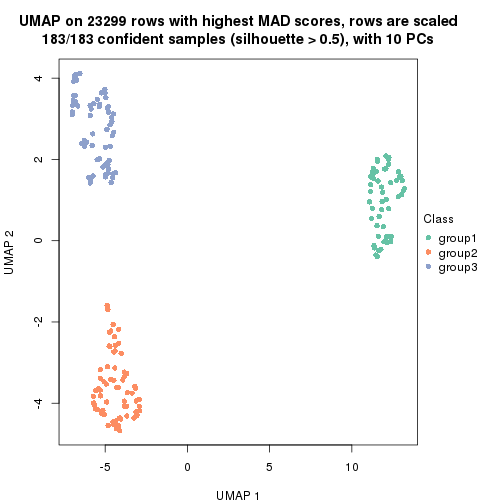 UMAP on 23299 rows with highest MAD scores, rows are scaled
183/183 confident samples (silhouette > 0.5), with 10 PCs
4
2
0
-2
-4
UMAP 2
-5
0
5
10
UMAP 1
Class
group1
group2
group3